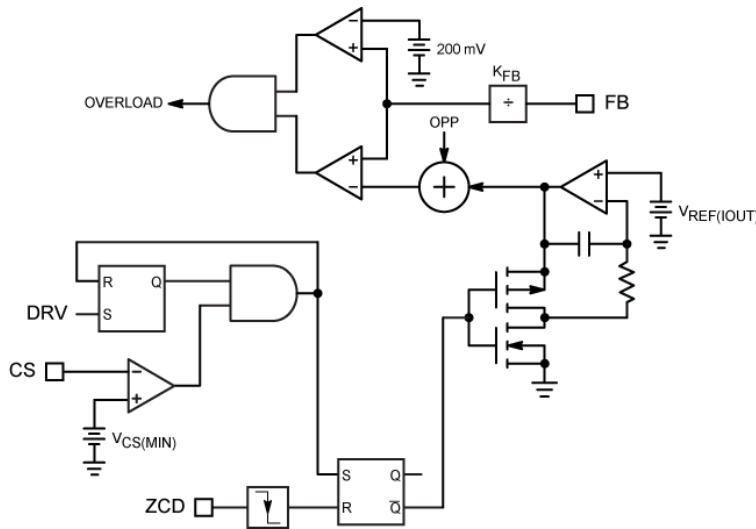 200 mV
K_FB
÷
FB
OVERLOAD
OPP
+
−
+
−
+
+
−
V_REF(IOUT)
R
Q
S
DRV
CS
−
+
V_CS(MIN)
S
Q
R
Q̅
ZCD